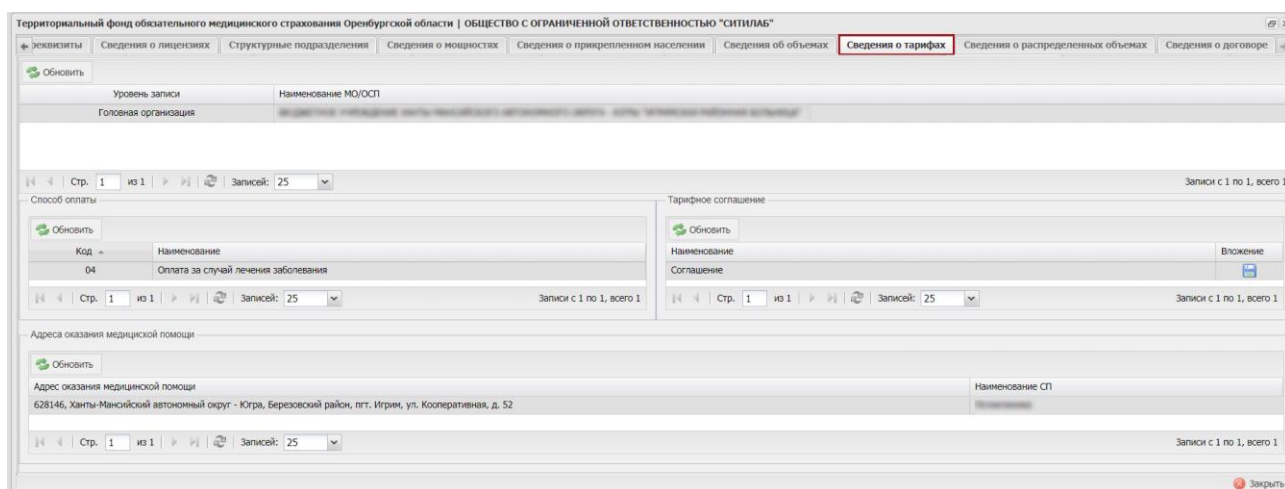 Территориальный фонд обязательного медицинского страхования Оренбургской области | ОБЩЕСТВО С ОГРАНИЧЕННОЙ ОТВЕТСТВЕННОСТЬЮ "СИТИЛАБ"
реквизиты Сведения о лицензиях Структурные подразделения Сведения о мощностях Сведения о прикрепленном населении Сведения об объемах Сведения о тарифах Сведения о распределенных объемах Сведения о договоре
Обновить
Уровень записи Наименование МО/ОСП
Головная организация
Стр. 1 из 1 Записей: 25 Записи с 1 по 1, всего 1
Способ оплаты Тарифное соглашение
Обновить Обновить
Код Наименование Наименование Вложение
04 Оплата за случай лечения заболевания Соглашение
Стр. 1 из 1 Записей: 25 Записи с 1 по 1, всего 1 Стр. 1 из 1 Записей: 25 Записи с 1 по 1, всего 1
Адреса оказания медицинской помощи
Обновить
Адрес оказания медицинской помощи Наименование СП
628146, Ханты-Мансийский автономный округ - Югра, Березовский район, пгт. Игрим, ул. Кооперативная, д. 52
Стр. 1 из 1 Записей: 25 Записи с 1 по 1, всего 1
Закрыть